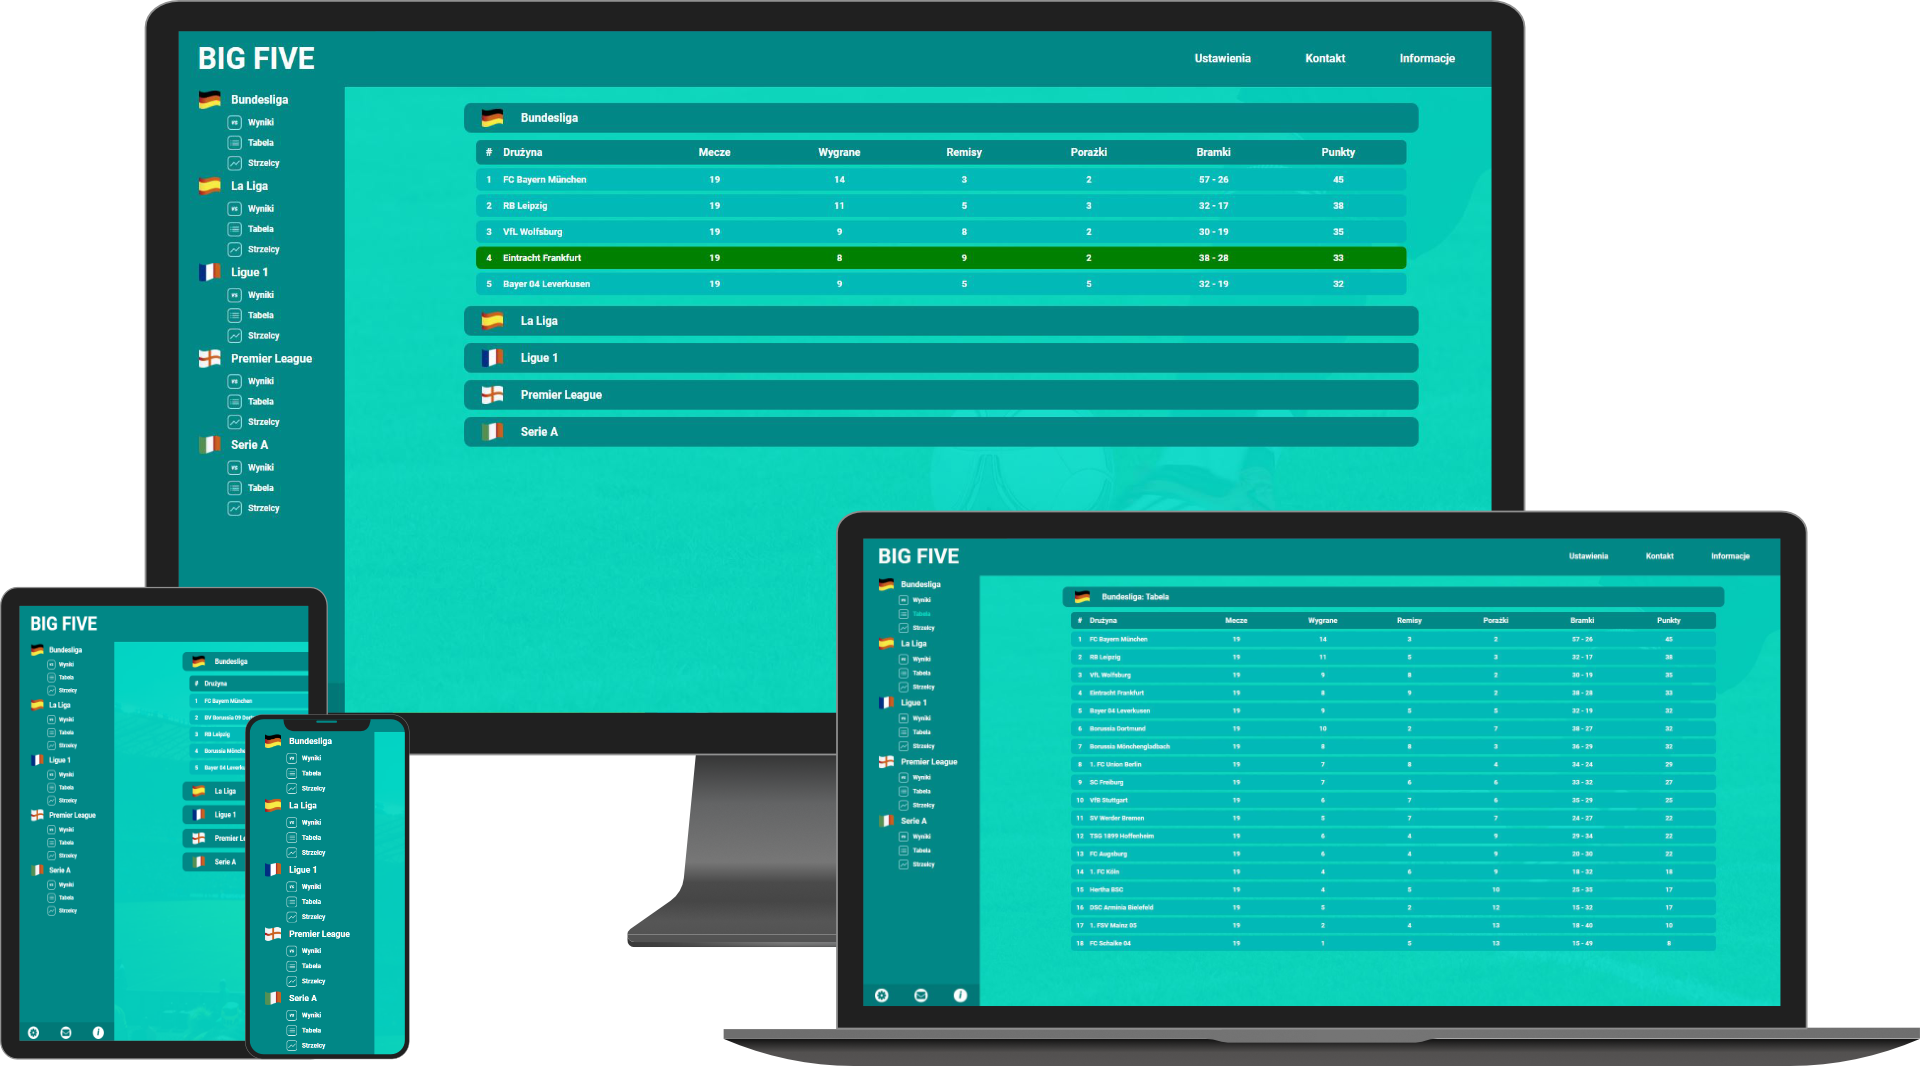 BIG FIVE
Ustawienia Kontakt Informacje
Bundesliga
Wyniki
Tabela
Strzelcy
La Liga
Wyniki
Tabela
Strzelcy
Ligue 1
Wyniki
Tabela
Strzelcy
Premier League
Wyniki
Tabela
Strzelcy
Serie A
Wyniki
Tabela
Strzelcy
Bundesliga
# Drużyna Mecze Wygrane Remisy Porażki Bramki Punkty
1 FC Bayern München 19 14 3 2 57 - 26 45
2 RB Leipzig 19 11 5 3 32 - 17 38
3 VfL Wolfsburg 19 9 8 2 30 - 19 35
4 Eintracht Frankfurt 19 8 9 2 38 - 28 33
5 Bayer 04 Leverkusen 19 9 5 5 32 - 19 32
La Liga
Ligue 1
Premier League
Serie A
BIG FIVE
Bundesliga
Wyniki
Tabela
Strzelcy
La Liga
Wyniki
Tabela
Strzelcy
Ligue 1
Wyniki
Tabela
Strzelcy
Premier League
Wyniki
Tabela
Strzelcy
Serie A
Wyniki
Tabela
Strzelcy
Bundesliga
# Drużyna
1 FC Bayern München
2 BV Borussia 09
3 RB Leipzig
4 Borussia
5 Bayer 04
La Liga
Ligue 1
Premier Le
Serie A
Bundesliga
Wyniki
Tabela
Strzelcy
La Liga
Wyniki
Tabela
Strzelcy
Ligue 1
Wyniki
Tabela
Strzelcy
Premier League
Wyniki
Tabela
Strzelcy
Serie A
Wyniki
Tabela
Strzelcy
BIG FIVE
Ustawienia Kontakt Informacje
Bundesliga
Wyniki
Tabela
Strzelcy
La Liga
Wyniki
Tabela
Strzelcy
Ligue 1
Wyniki
Tabela
Strzelcy
Premier League
Wyniki
Tabela
Strzelcy
Serie A
Wyniki
Tabela
Strzelcy
Bundesliga: Tabela
# Drużyna Mecze Wygrane Remisy Porażki Bramki Punkty
1 FC Bayern München 19 14 3 2 57 - 26 45
2 RB Leipzig 19 11 5 3 32 - 17 38
3 VfL Wolfsburg 19 9 8 2 30 - 19 35
4 Eintracht Frankfurt 19 8 9 2 38 - 28 33
5 Bayer 04 Leverkusen 19 9 5 5 32 - 19 32
6 Borussia Dortmund 19 10 2 7 38 - 27 32
7 Borussia Mönchengladbach 19 8 8 3 36 - 29 32
8 1. FC Union Berlin 19 7 8 4 34 - 24 29
9 SC Freiburg 19 7 6 6 33 - 32 27
10 VfB Stuttgart 19 6 7 6 35 - 29 25
11 SV Werder Bremen 19 5 7 7 24 - 27 22
12 TSG 1899 Hoffenheim 19 6 4 9 29 - 34 22
13 FC Augsburg 19 6 4 9 20 - 30 22
14 1. FC Köln 19 4 6 9 18 - 32 18
15 Hertha BSC 19 4 5 10 25 - 35 17
16 DSC Arminia Bielefeld 19 5 2 12 15 - 32 17
17 1. FSV Mainz 05 19 2 4 13 18 - 40 10
18 FC Schalke 04 19 1 5 13 15 - 49 8